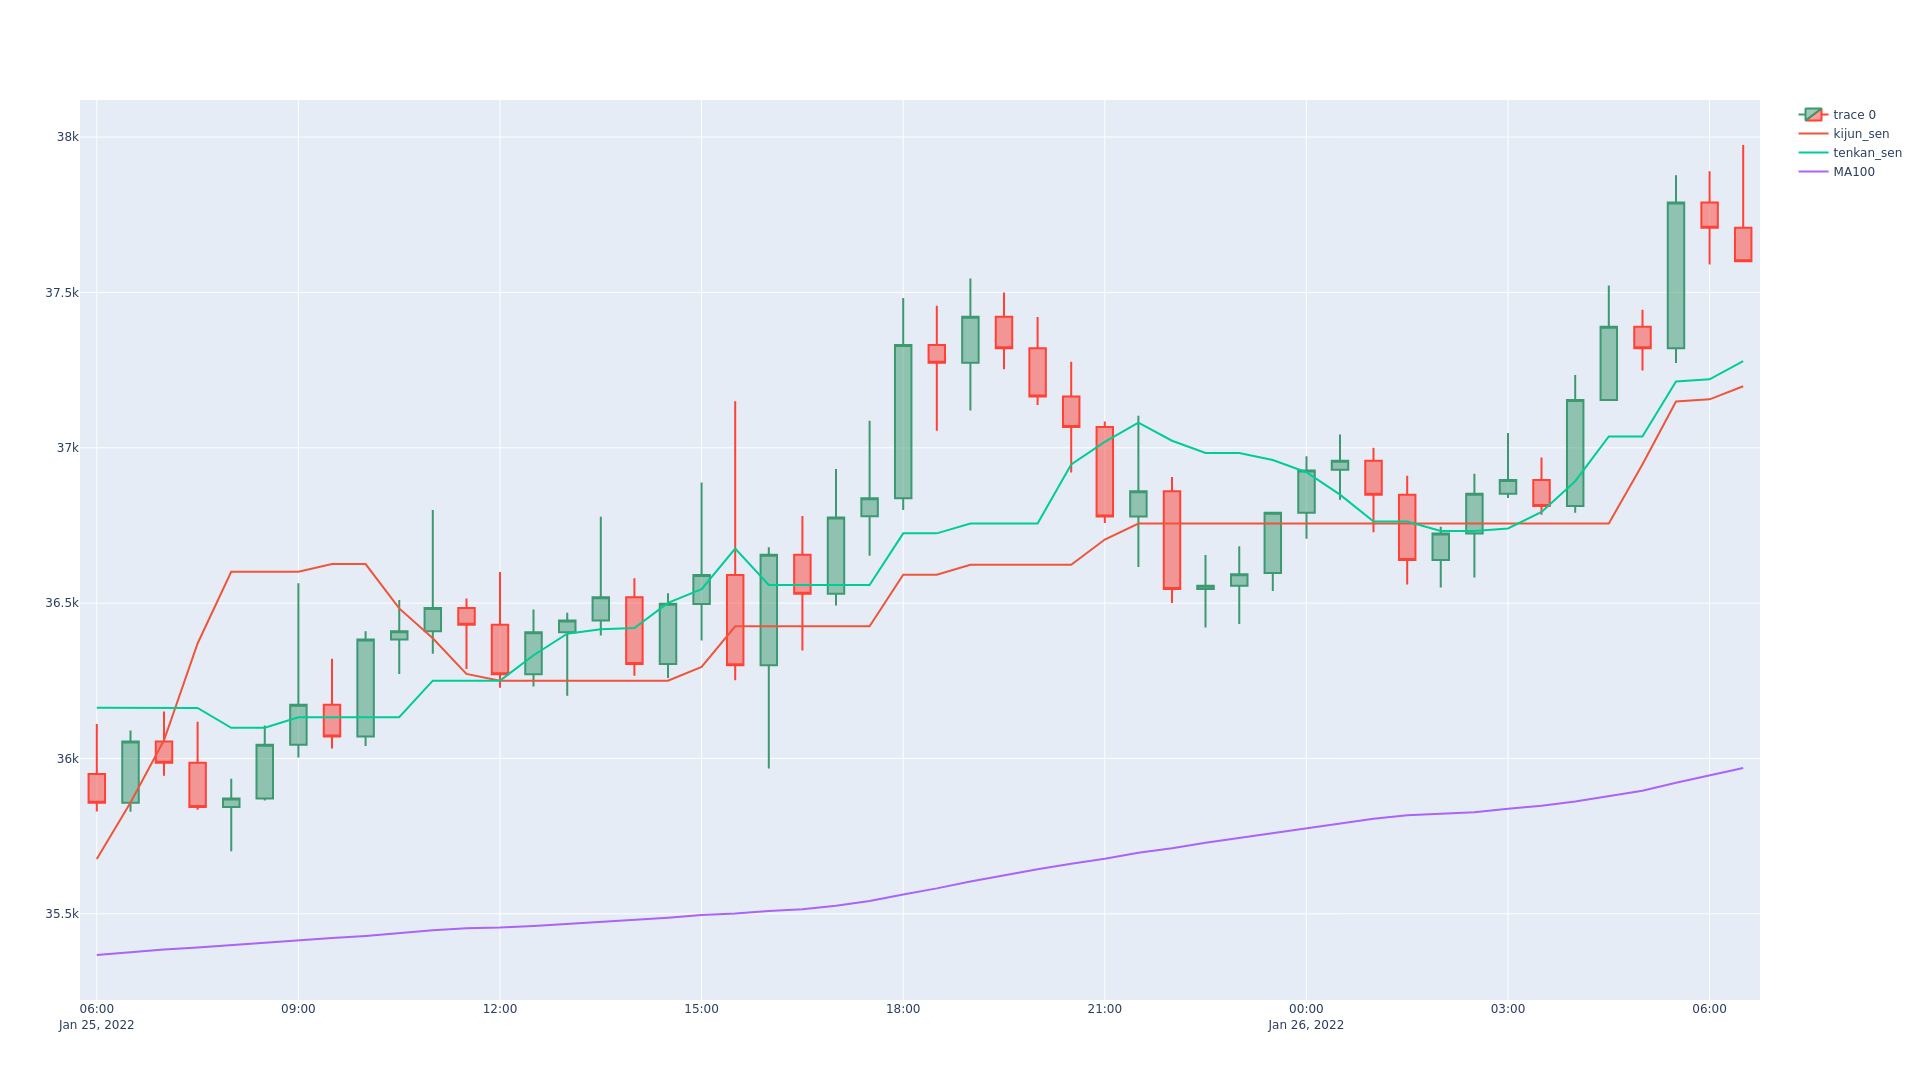 trace 0
kijun_sen
tenkan_sen
MA100
38k
37.5k
37k
36.5k
36k
35.5k
06:00 09:00 12:00 15:00 18:00 21:00 00:00 03:00 06:00
Jan 25, 2022 Jan 26, 2022